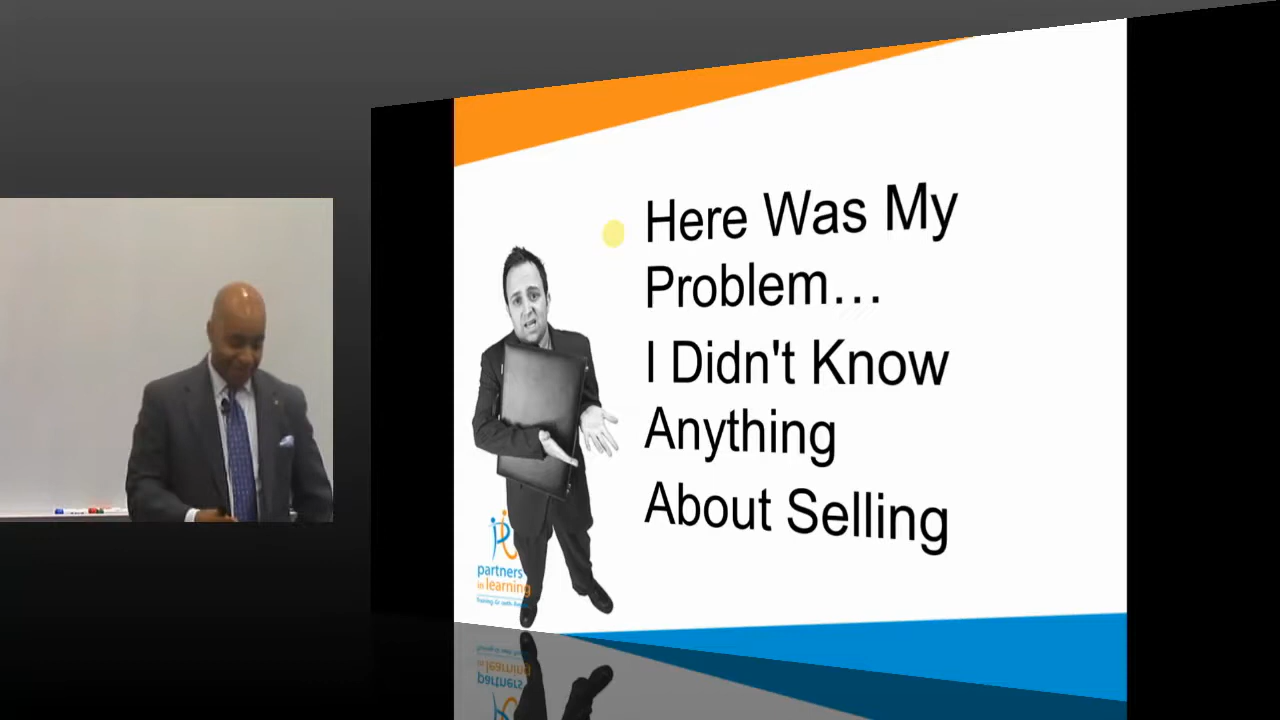 Here Was My
Problem…
I Didn't Know
Anything
About Selling
partners
in learning